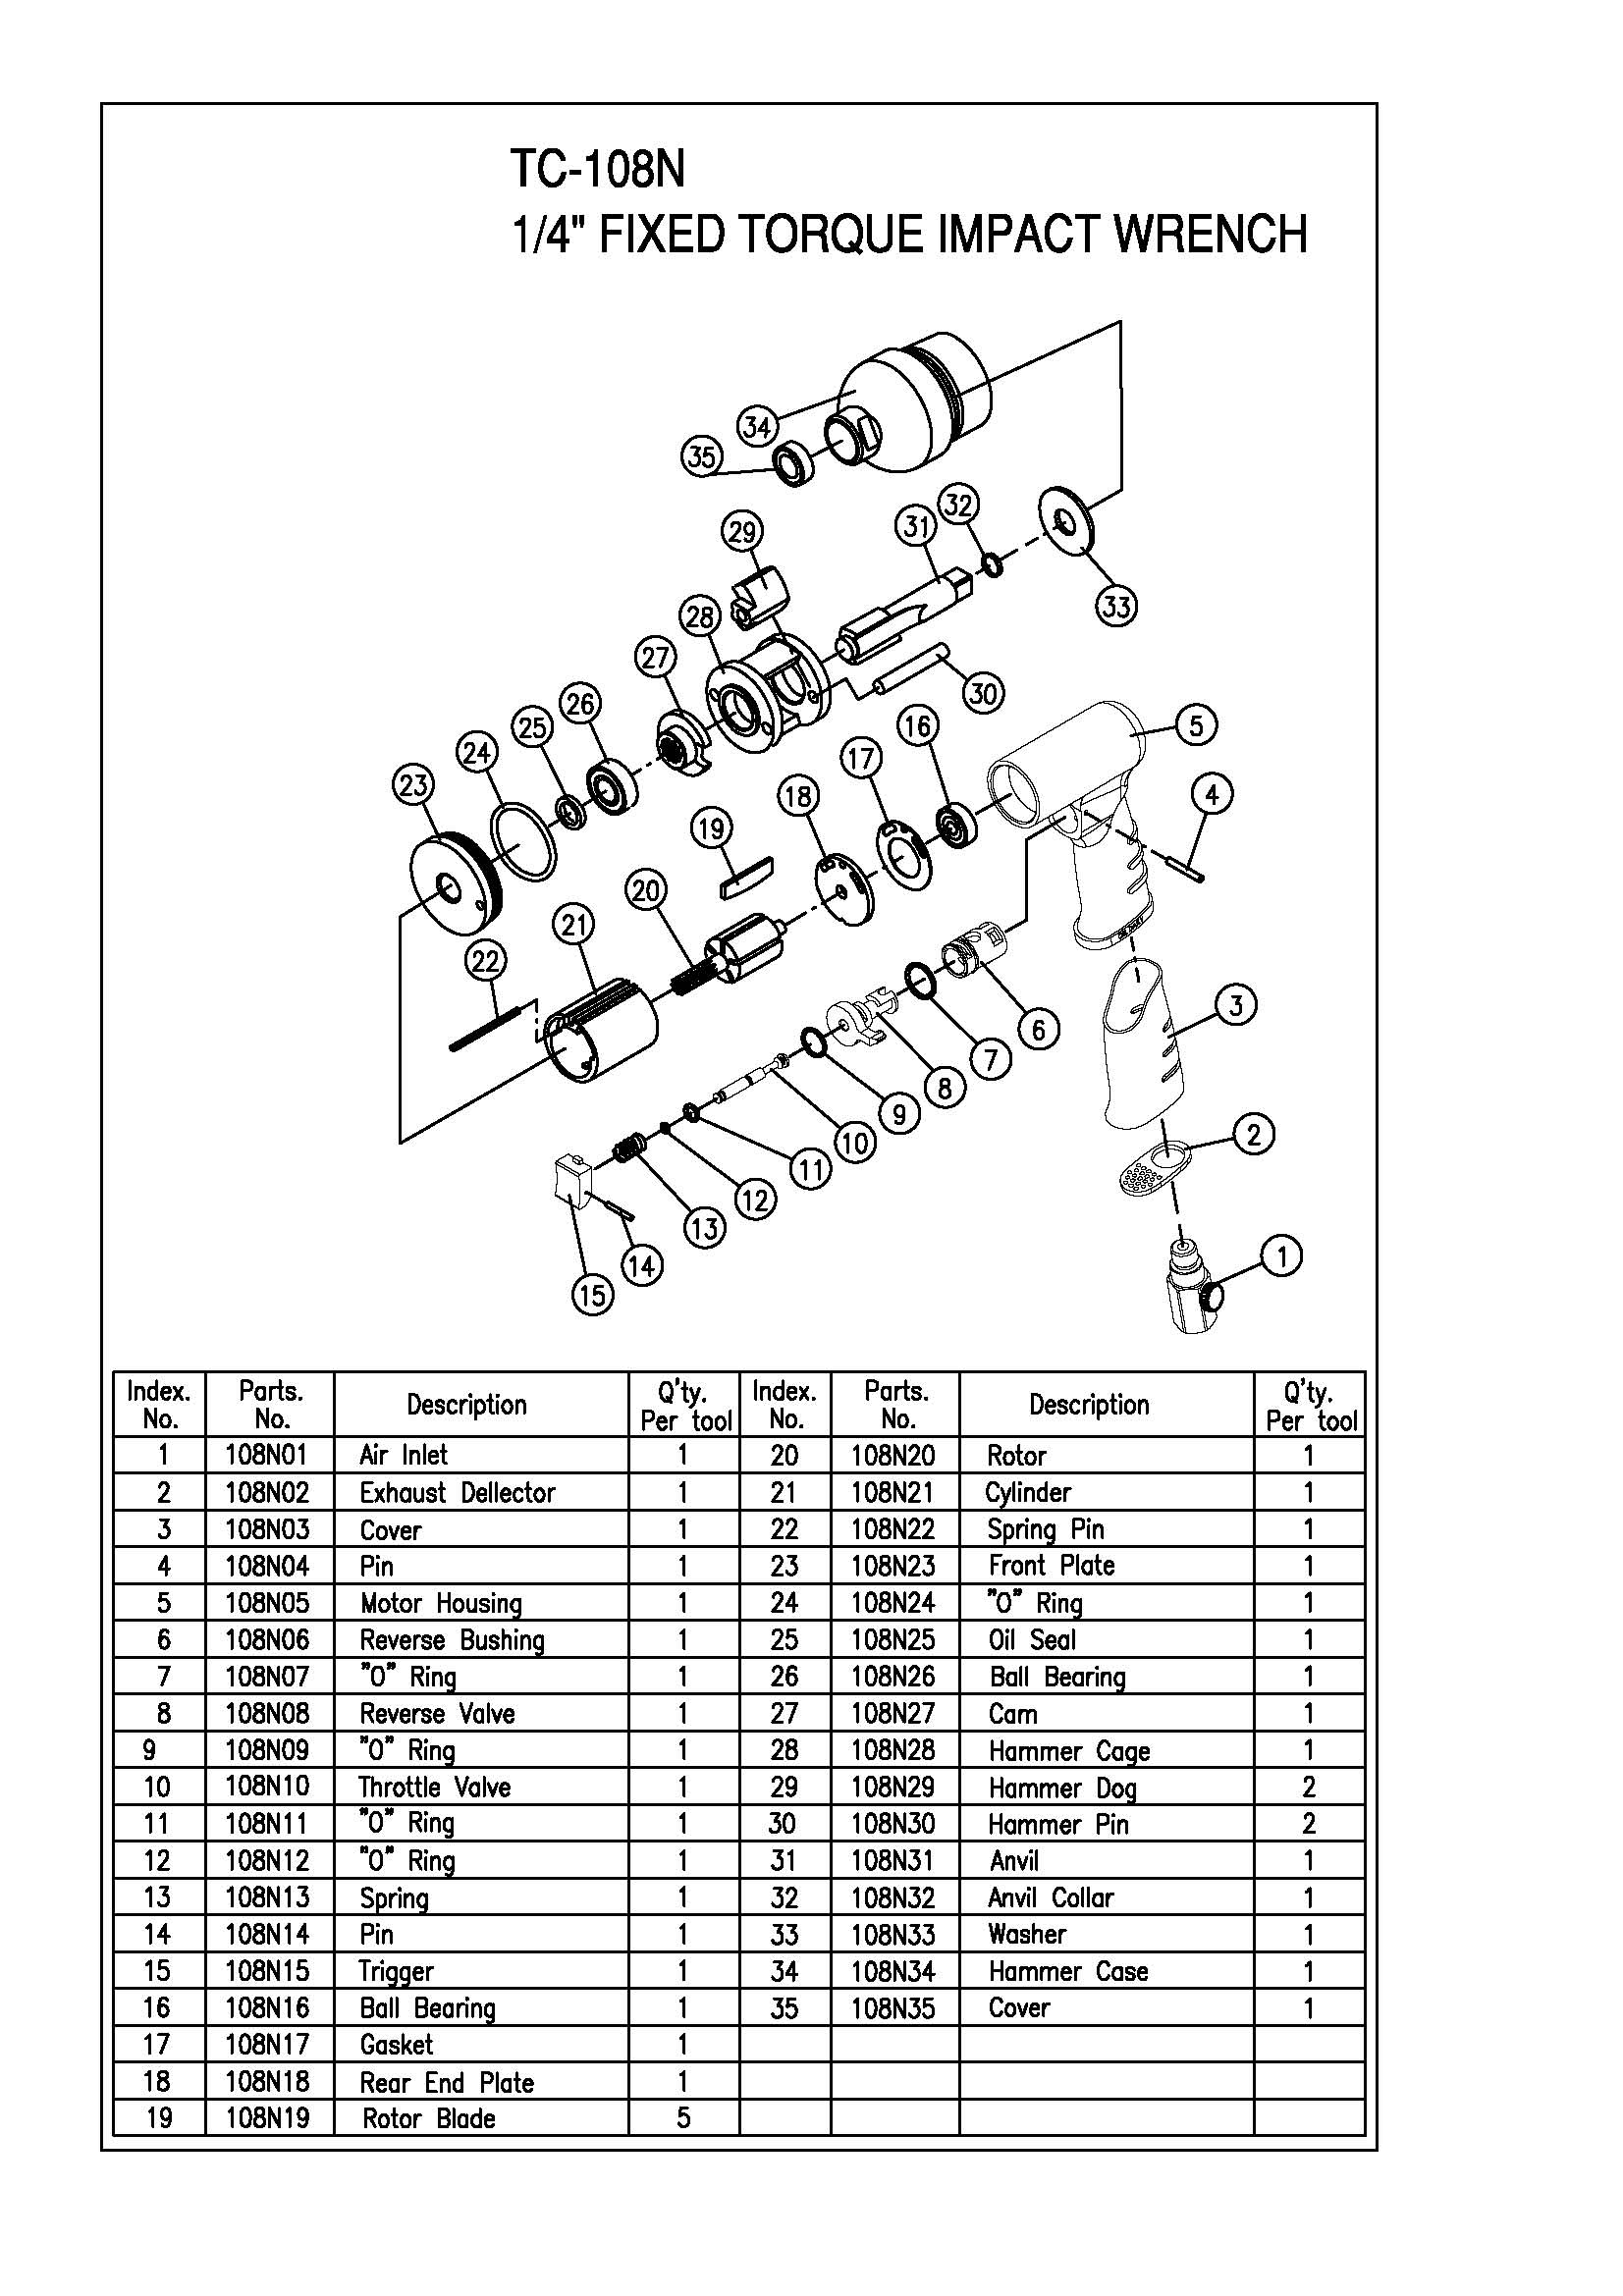 TC-108N
1/4" FIXED TORQUE IMPACT WRENCH
34
35
32
31
29
33
28
27
30
26
16
5
25
17
24
4
23
18
19
20
21
22
3
6
7
8
9
2
10
11
12
13
1
14
15
Index. No. Parts. No. Description Q'ty. Per tool Index. No. Parts. No. Description Q'ty. Per tool
1 108N01 Air Inlet 1 20 108N20 Rotor 1
2 108N02 Exhaust Dellector 1 21 108N21 Cylinder 1
3 108N03 Cover 1 22 108N22 Spring Pin 1
4 108N04 Pin 1 23 108N23 Front Plate 1
5 108N05 Motor Housing 1 24 108N24 "O" Ring 1
6 108N06 Reverse Bushing 1 25 108N25 Oil Seal 1
7 108N07 "O" Ring 1 26 108N26 Ball Bearing 1
8 108N08 Reverse Valve 1 27 108N27 Cam 1
9 108N09 "O" Ring 1 28 108N28 Hammer Cage 1
10 108N10 Throttle Valve 1 29 108N29 Hammer Dog 2
11 108N11 "O" Ring 1 30 108N30 Hammer Pin 2
12 108N12 "O" Ring 1 31 108N31 Anvil 1
13 108N13 Spring 1 32 108N32 Anvil Collar 1
14 108N14 Pin 1 33 108N33 Washer 1
15 108N15 Trigger 1 34 108N34 Hammer Case 1
16 108N16 Ball Bearing 1 35 108N35 Cover 1
17 108N17 Gasket 1
18 108N18 Rear End Plate 1
19 108N19 Rotor Blade 5